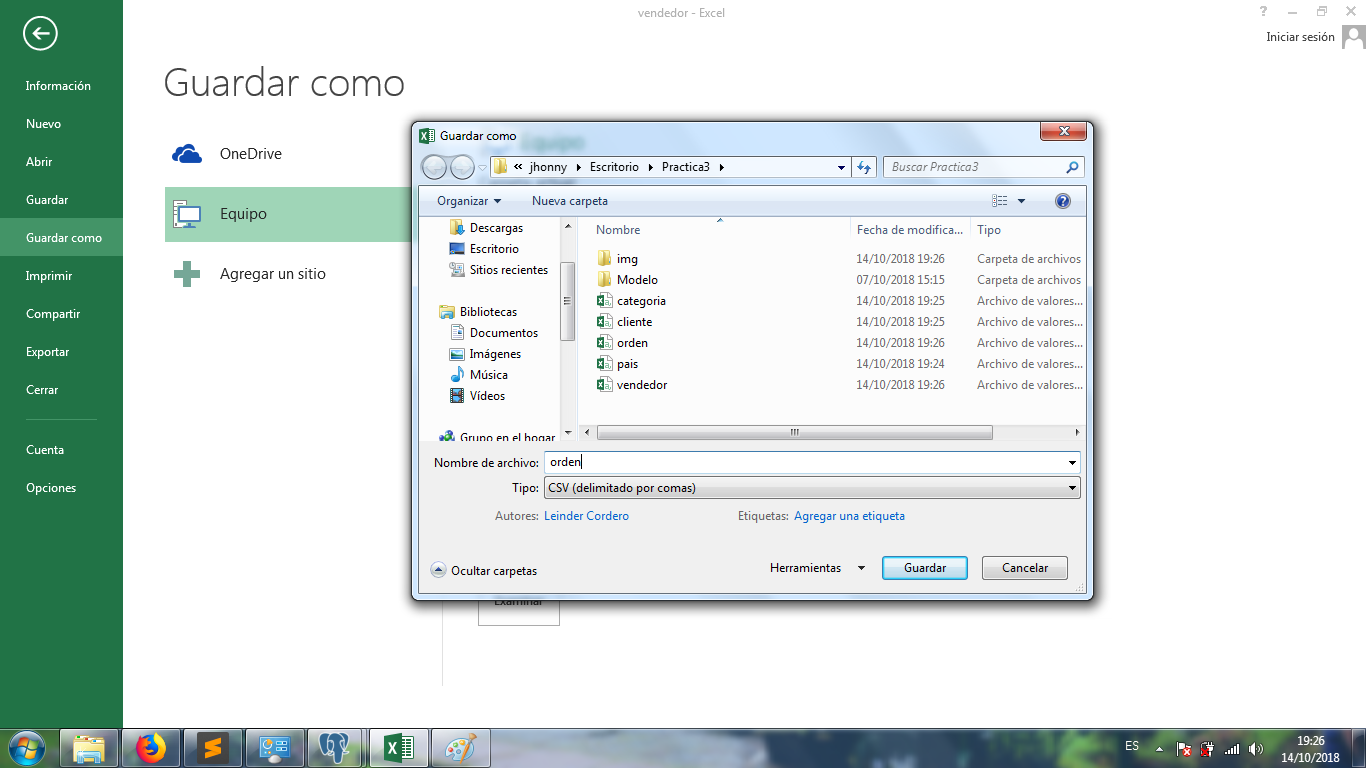 vendedor - Excel
Iniciar sesión
Información
Nuevo
Abrir
Guardar
Guardar como
Imprimir
Compartir
Exportar
Cerrar
Cuenta
Opciones
Guardar como
OneDrive
Equipo
Agregar un sitio
Guardar como
Equipo
« jhonny Escritorio Practica3
Buscar Practica3
Organizar Nueva carpeta
Descargas
Escritorio
Sitios recientes
Bibliotecas
Documentos
Imágenes
Música
Vídeos
Grupo en el hogar
Nombre Fecha de modifica... Tipo
img 14/10/2018 19:26 Carpeta de archivos
Modelo 07/10/2018 15:15 Carpeta de archivos
categoria 14/10/2018 19:25 Archivo de valores...
cliente 14/10/2018 19:25 Archivo de valores...
orden 14/10/2018 19:26 Archivo de valores...
pais 14/10/2018 19:24 Archivo de valores...
vendedor 14/10/2018 19:26 Archivo de valores...
Nombre de archivo: orden
Tipo: CSV (delimitado por comas)
Autores: Leinder Cordero Etiquetas: Agregar una etiqueta
Ocultar carpetas Herramientas Guardar Cancelar
Examinar
ES
19:26
14/10/2018